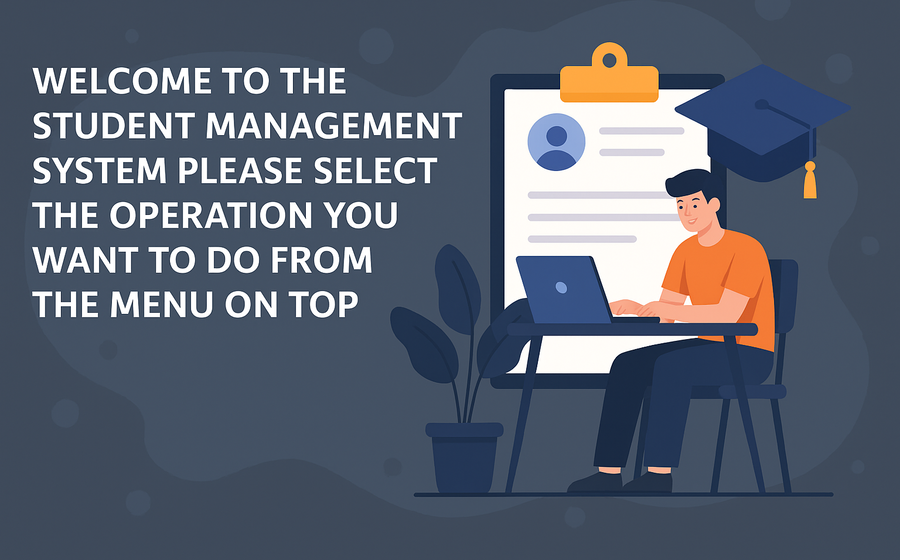 WELCOME TO THE
STUDENT MANAGEMENT
SYSTEM PLEASE SELECT
THE OPERATION YOU
WANT TO DO FROM
THE MENU ON TOP